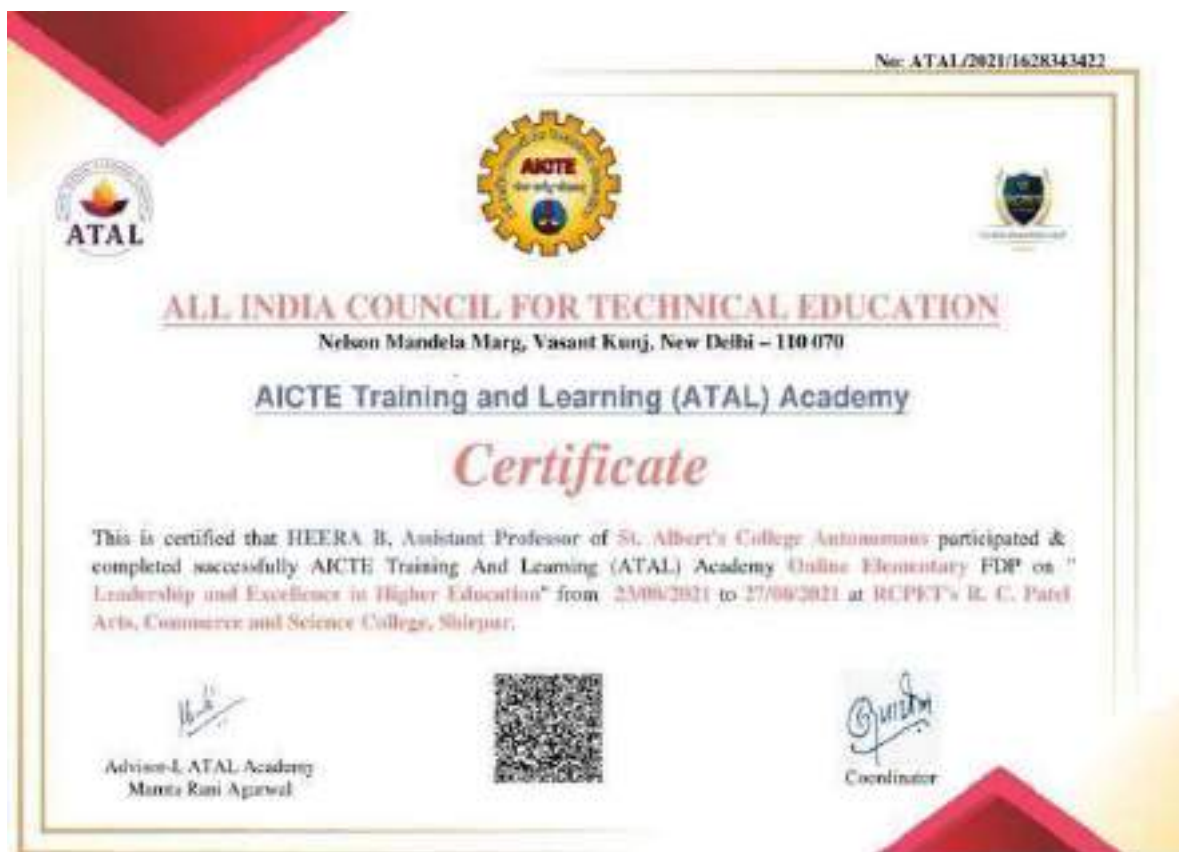 No: ATAL/2021/1628343422
AICTE
ATAL
ALL INDIA COUNCIL FOR TECHNICAL EDUCATION
Nelson Mandela Marg, Vasant Kunj, New Delhi – 110 070
AICTE Training and Learning (ATAL) Academy
Certificate
This is certified that HEERA B, Assistant Professor of St. Albert's College Autonomous participated &
completed successfully AICTE Training And Learning (ATAL) Academy Online Elementary FDP on "
Leadership and Excellence in Higher Education" from 23/08/2021 to 27/08/2021 at RCPET's R. C. Patel
Arts, Commerce and Science College, Shirpur.
Advisor-I, ATAL Academy
Mamta Rani Agarwal
Coordinator